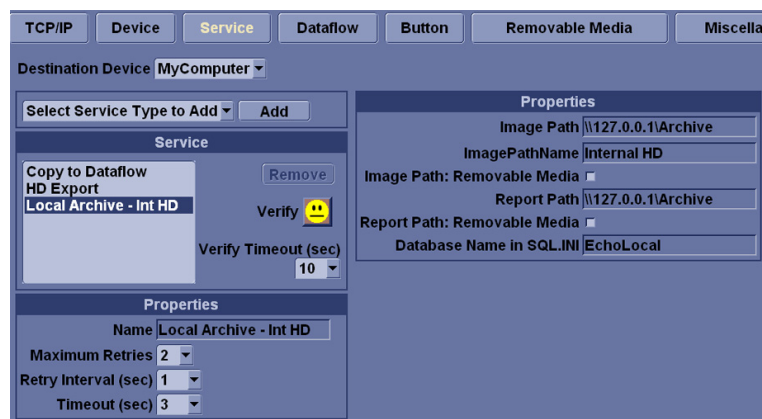 TCP/IP Device Service Dataflow Button Removable Media Miscella
Destination Device MyComputer
Select Service Type to Add Add
Service
Copy to Dataflow
HD Export
Local Archive - Int HD
Remove
Verify
Verify Timeout (sec)
10
Properties
Name Local Archive - Int HD
Maximum Retries 2
Retry Interval (sec) 1
Timeout (sec) 3
Properties
Image Path \\127.0.0.1\Archive
ImagePathName Internal HD
Image Path: Removable Media
Report Path \\127.0.0.1\Archive
Report Path: Removable Media
Database Name in SQL.INI EchoLocal